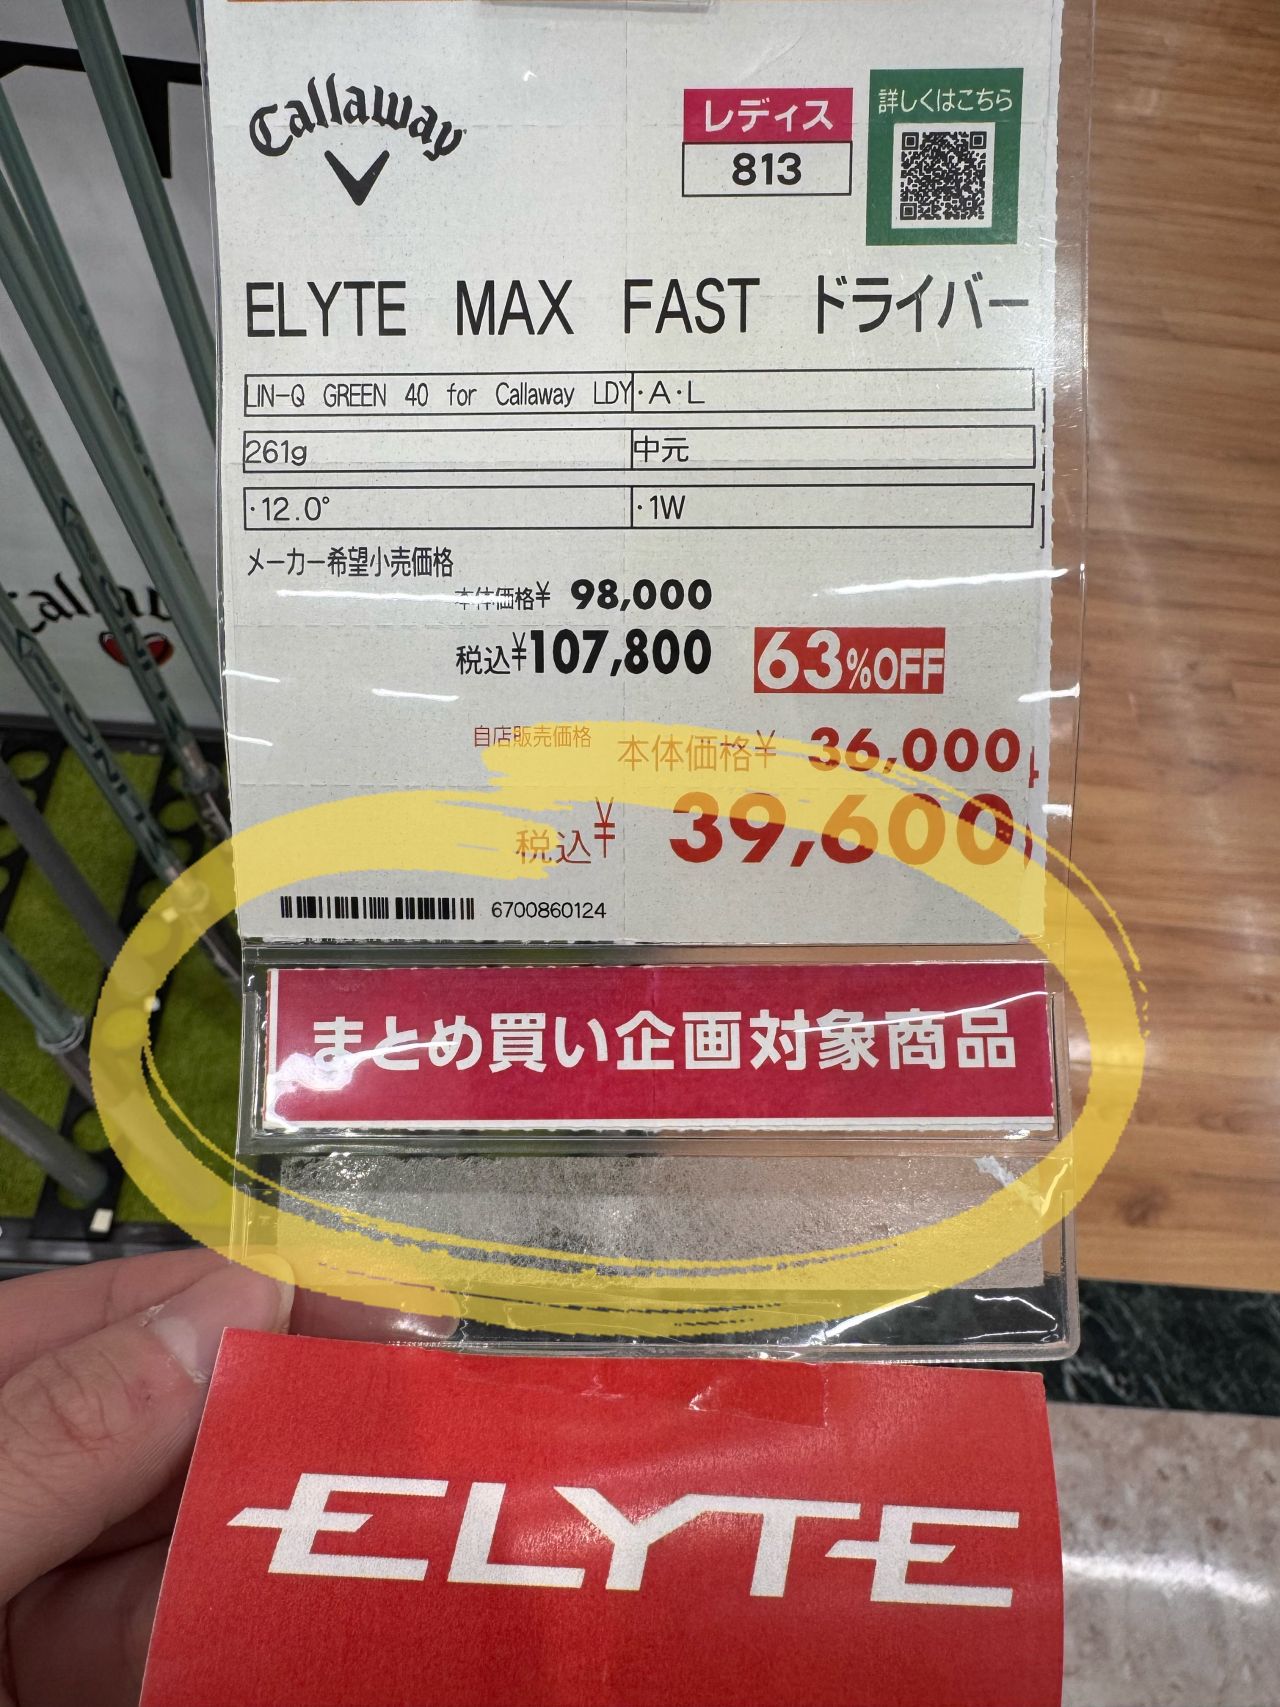 Callaway
レディス
813
詳しくはこちら
ELYTE MAX FAST ドライバー
LIN-Q GREEN 40 for Callaway LDY ・A・L
261g 中元
・12.0° ・1W
メーカー希望小売価格
本体価格¥ 98,000
税込¥107,800 63%OFF
自店販売価格 本体価格¥ 36,000
税込¥ 39,600
6700860124
まとめ買い企画対象商品
ELYTE